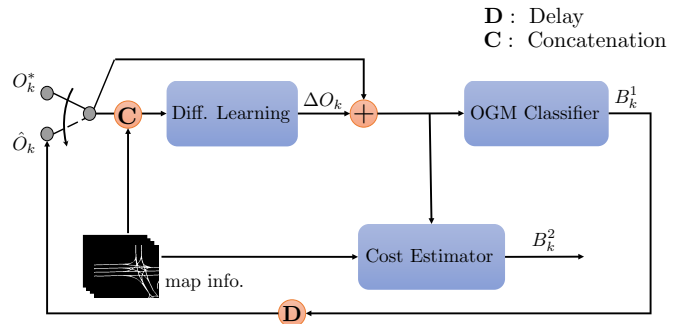 D : Delay
C : Concatenation
O*k
Ôk
C
Diff. Learning
ΔOk
+
OGM Classifier
B¹k
Cost Estimator
B²k
map info.
D